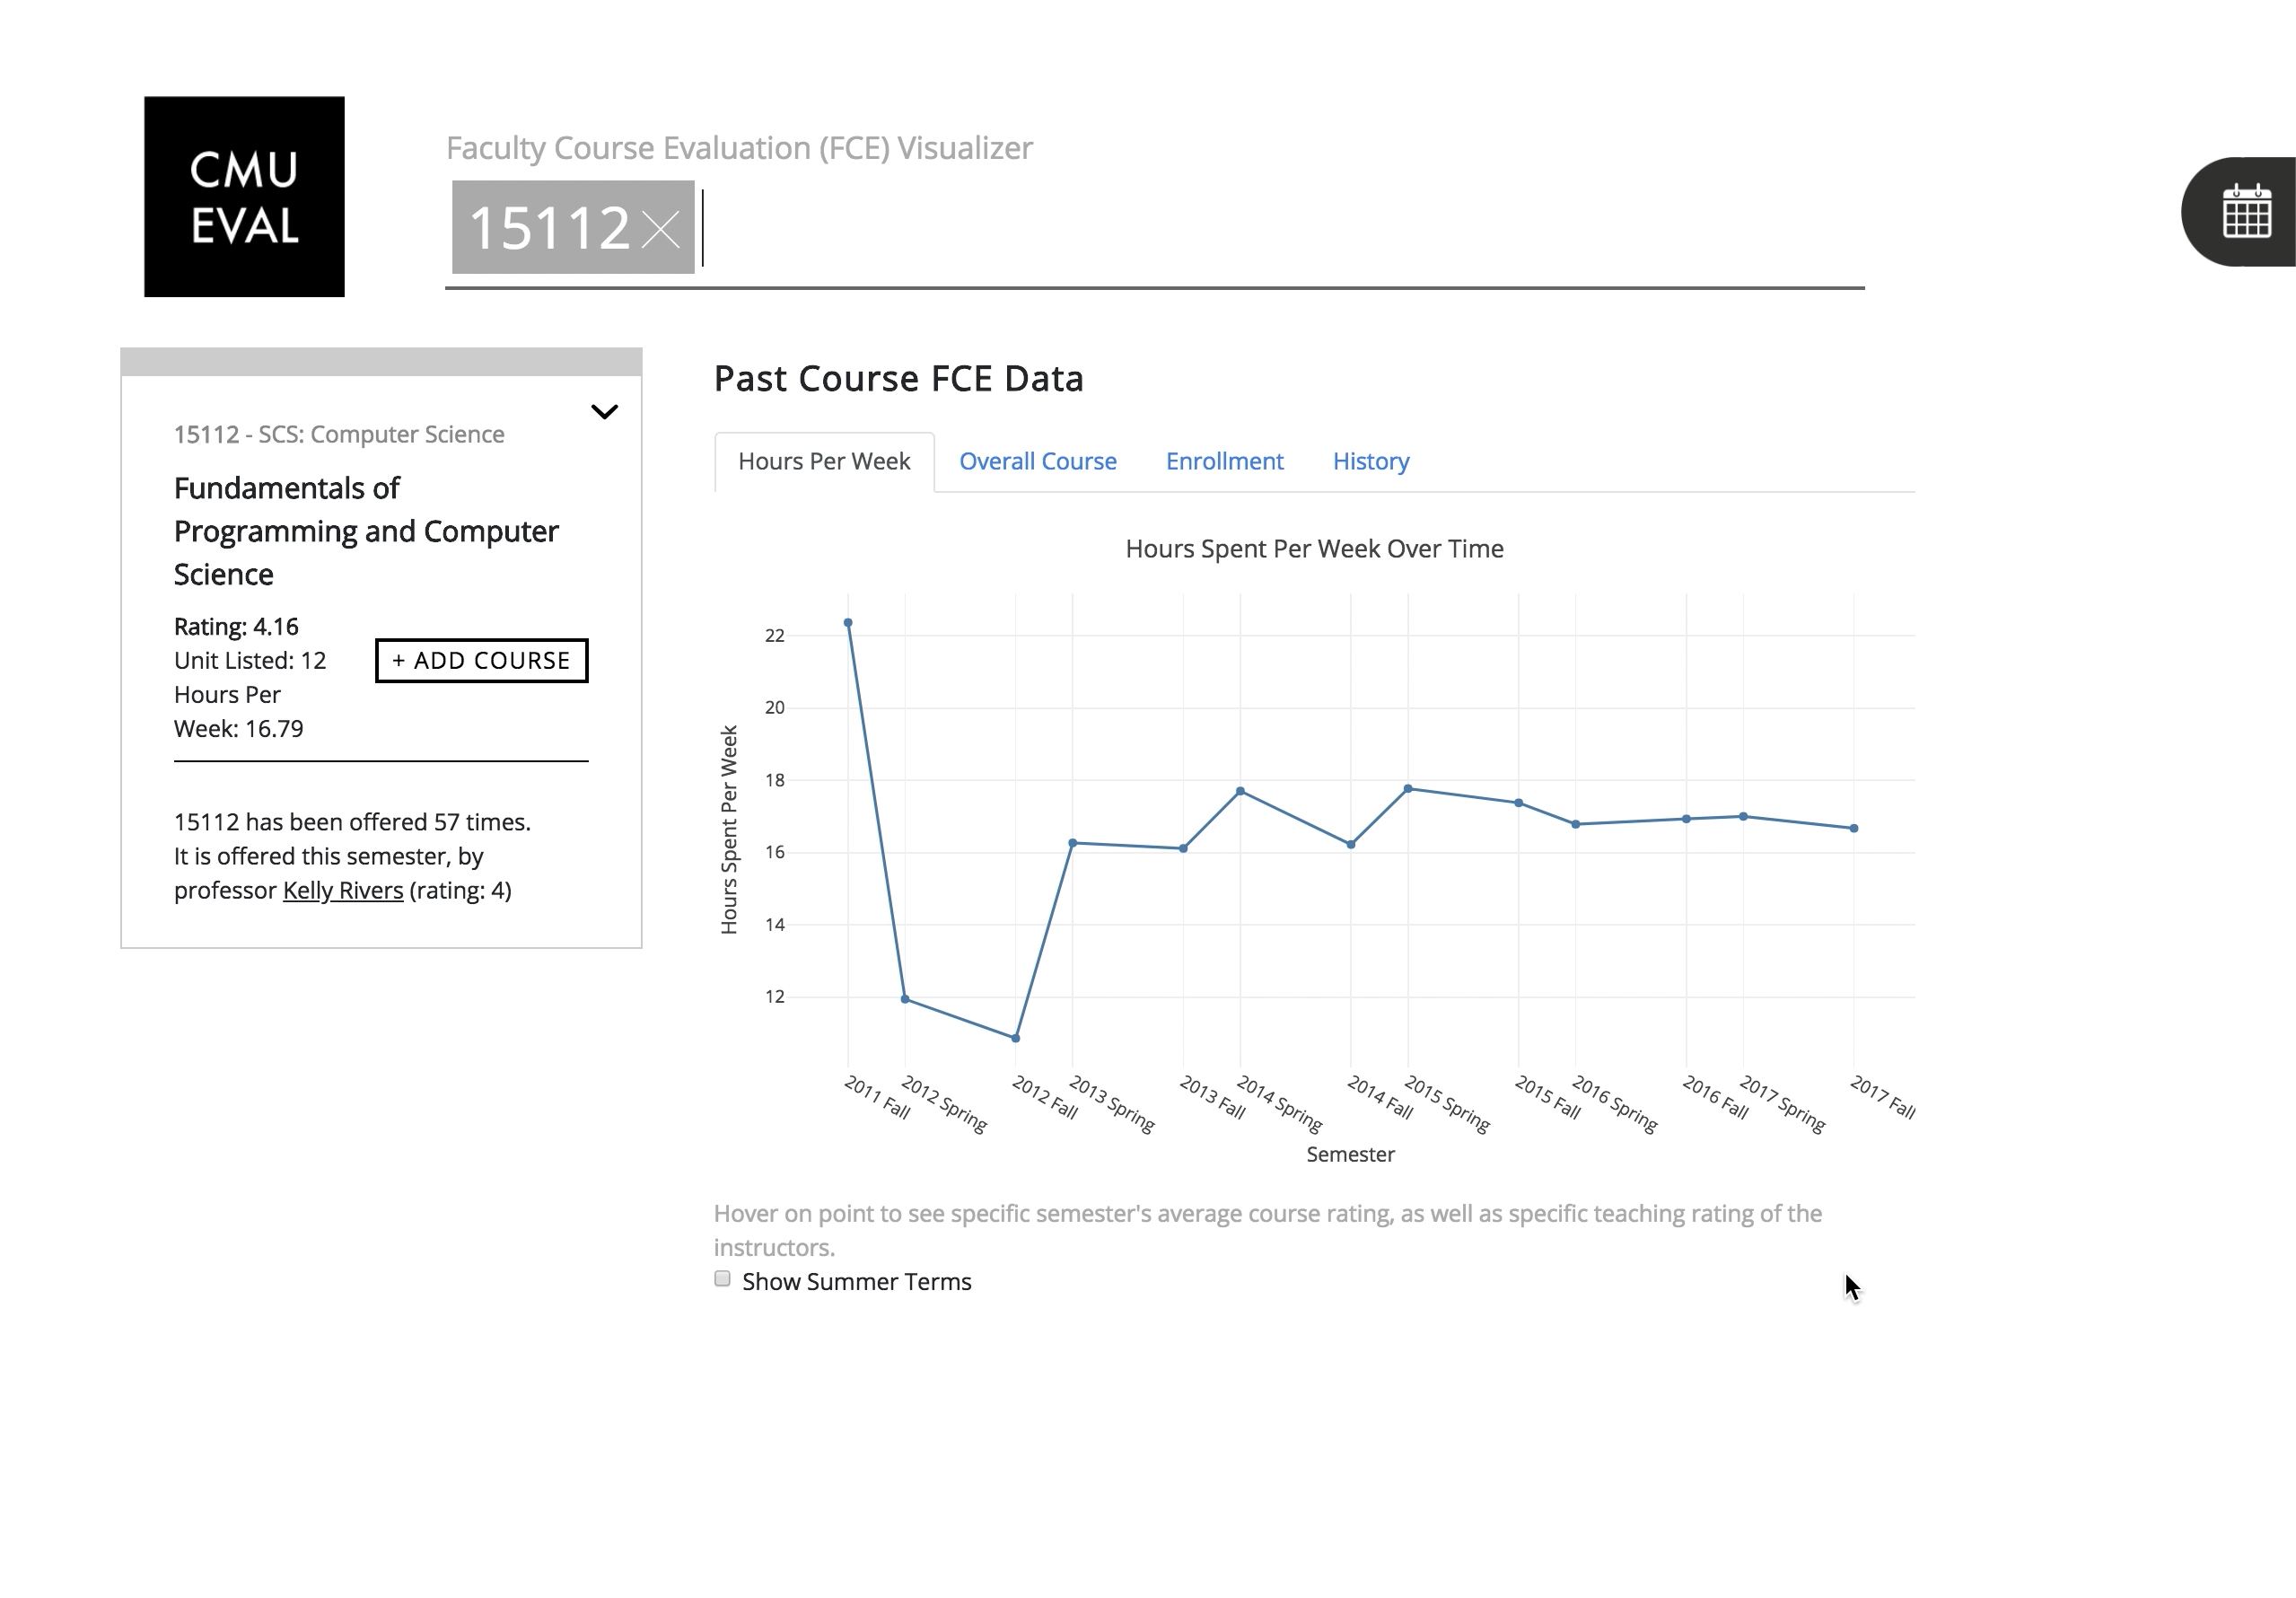 CMU
EVAL
Faculty Course Evaluation (FCE) Visualizer
15112
15112 - SCS: Computer Science
Fundamentals of
Programming and Computer
Science
Rating: 4.16
Unit Listed: 12
Hours Per
Week: 16.79
+ ADD COURSE
15112 has been offered 57 times.
It is offered this semester, by
professor Kelly Rivers (rating: 4)
Past Course FCE Data
Hours Per Week
Overall Course
Enrollment
History
Hours Spent Per Week Over Time
Hours Spent Per Week
22
20
18
16
14
12
2011 Fall
2012 Spring
2012 Fall
2013 Spring
2013 Fall
2014 Spring
2014 Fall
2015 Spring
2015 Fall
2016 Spring
2016 Fall
2017 Spring
2017 Fall
Semester
Hover on point to see specific semester's average course rating, as well as specific teaching rating of the
instructors.
Show Summer Terms